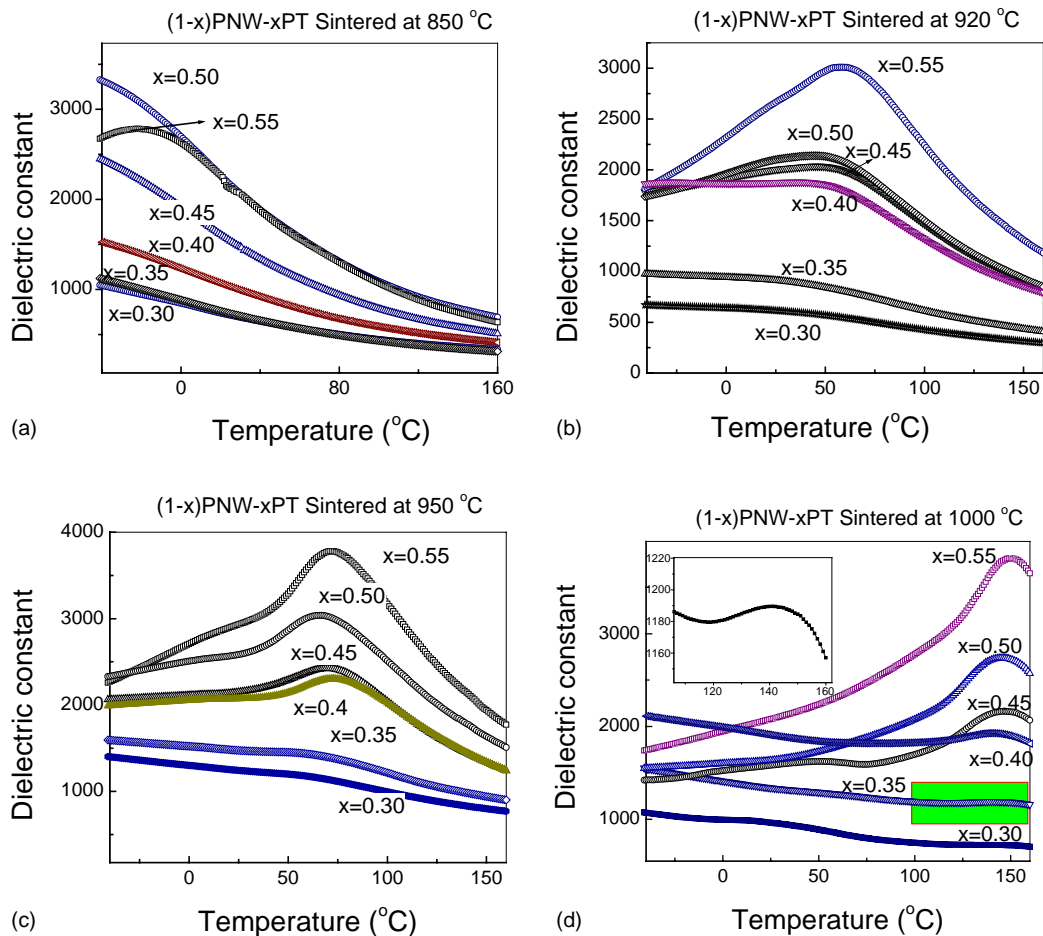 (1-x)PNW-xPT Sintered at 850 °C
Dielectric constant
3000
2000
1000
x=0.50
x=0.55
x=0.45
x=0.40
x=0.35
x=0.30
0
80
160
(a)
Temperature (°C)
(1-x)PNW-xPT Sintered at 920 °C
Dielectric constant
3000
2500
2000
1500
1000
500
0
x=0.55
x=0.50
x=0.45
x=0.40
x=0.35
x=0.30
0
50
100
150
(b)
Temperature (°C)
(1-x)PNW-xPT Sintered at 950 °C
Dielectric constant
4000
3000
2000
1000
0
x=0.55
x=0.50
x=0.45
x=0.4
x=0.35
x=0.30
0
50
100
150
(c)
Temperature (°C)
(1-x)PNW-xPT Sintered at 1000 °C
Dielectric constant
3000
2000
1000
1220
1200
1180
1160
120
140
160
x=0.55
x=0.50
x=0.45
x=0.40
x=0.35
x=0.30
0
50
100
150
(d)
Temperature (°C)